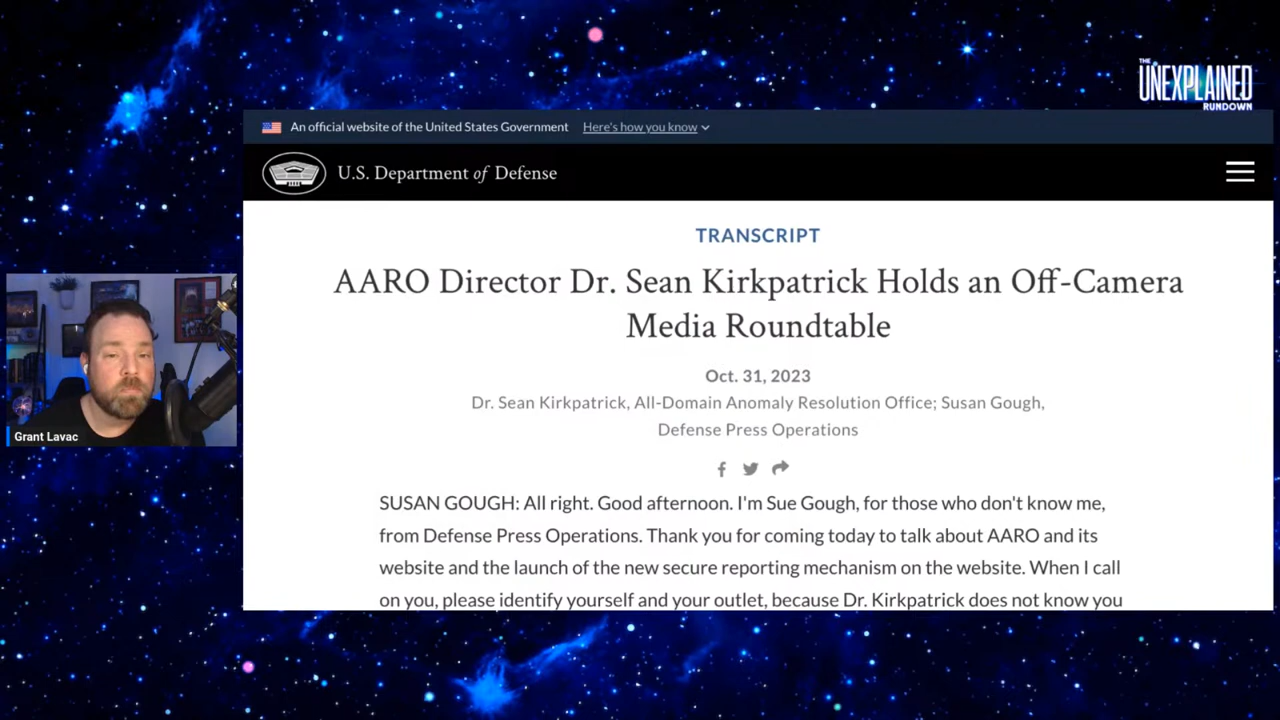 THE
UNEXPLAINED
RUNDOWN
An official website of the United States Government Here's how you know
U.S. Department of Defense
TRANSCRIPT
AARO Director Dr. Sean Kirkpatrick Holds an Off-Camera
Media Roundtable
Oct. 31, 2023
Dr. Sean Kirkpatrick, All-Domain Anomaly Resolution Office; Susan Gough,
Defense Press Operations
SUSAN GOUGH: All right. Good afternoon. I'm Sue Gough, for those who don't know me,
from Defense Press Operations. Thank you for coming today to talk about AARO and its
website and the launch of the new secure reporting mechanism on the website. When I call
on you, please identify yourself and your outlet, because Dr. Kirkpatrick does not know you
Grant Lavac